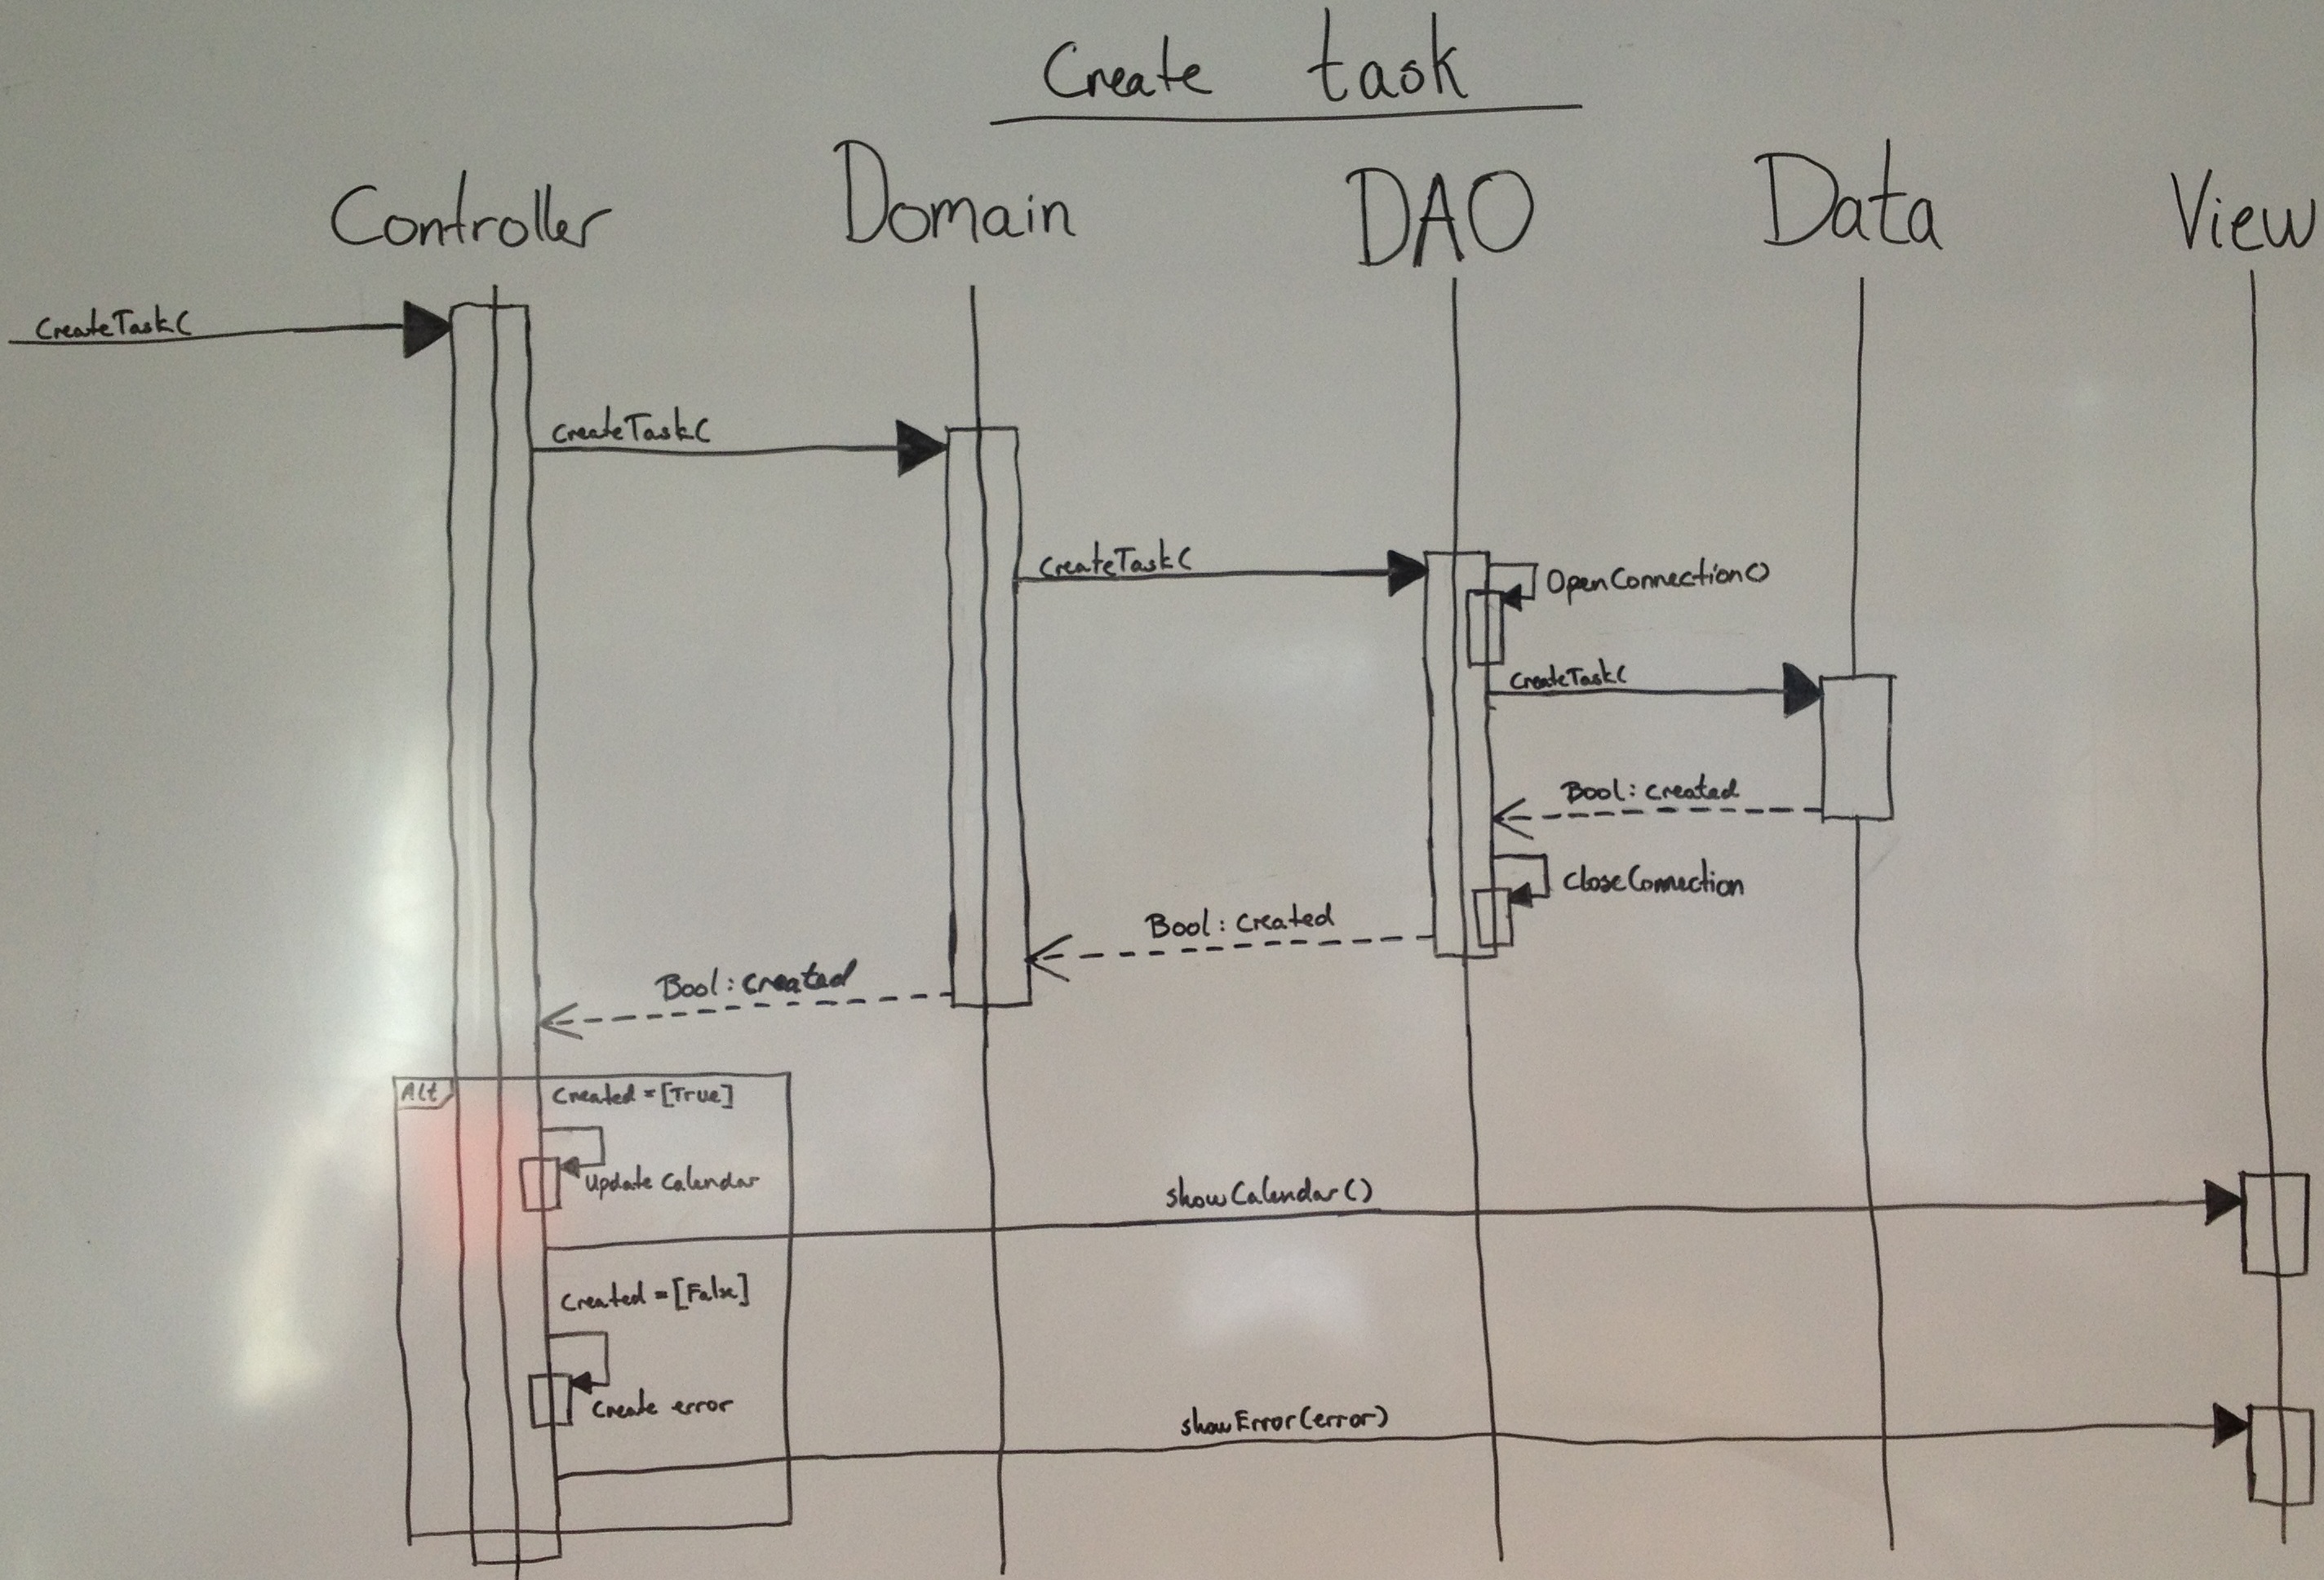 Create task
Controller Domain DAO Data View
CreateTask(
CreateTask(
CreateTask(
OpenConnection()
CreateTask(
Bool: created
closeConnection
Bool: created
Bool: created
Alt
Created = [True]
Update Calendar
showCalendar()
Created = [False]
Create error
showError(error)